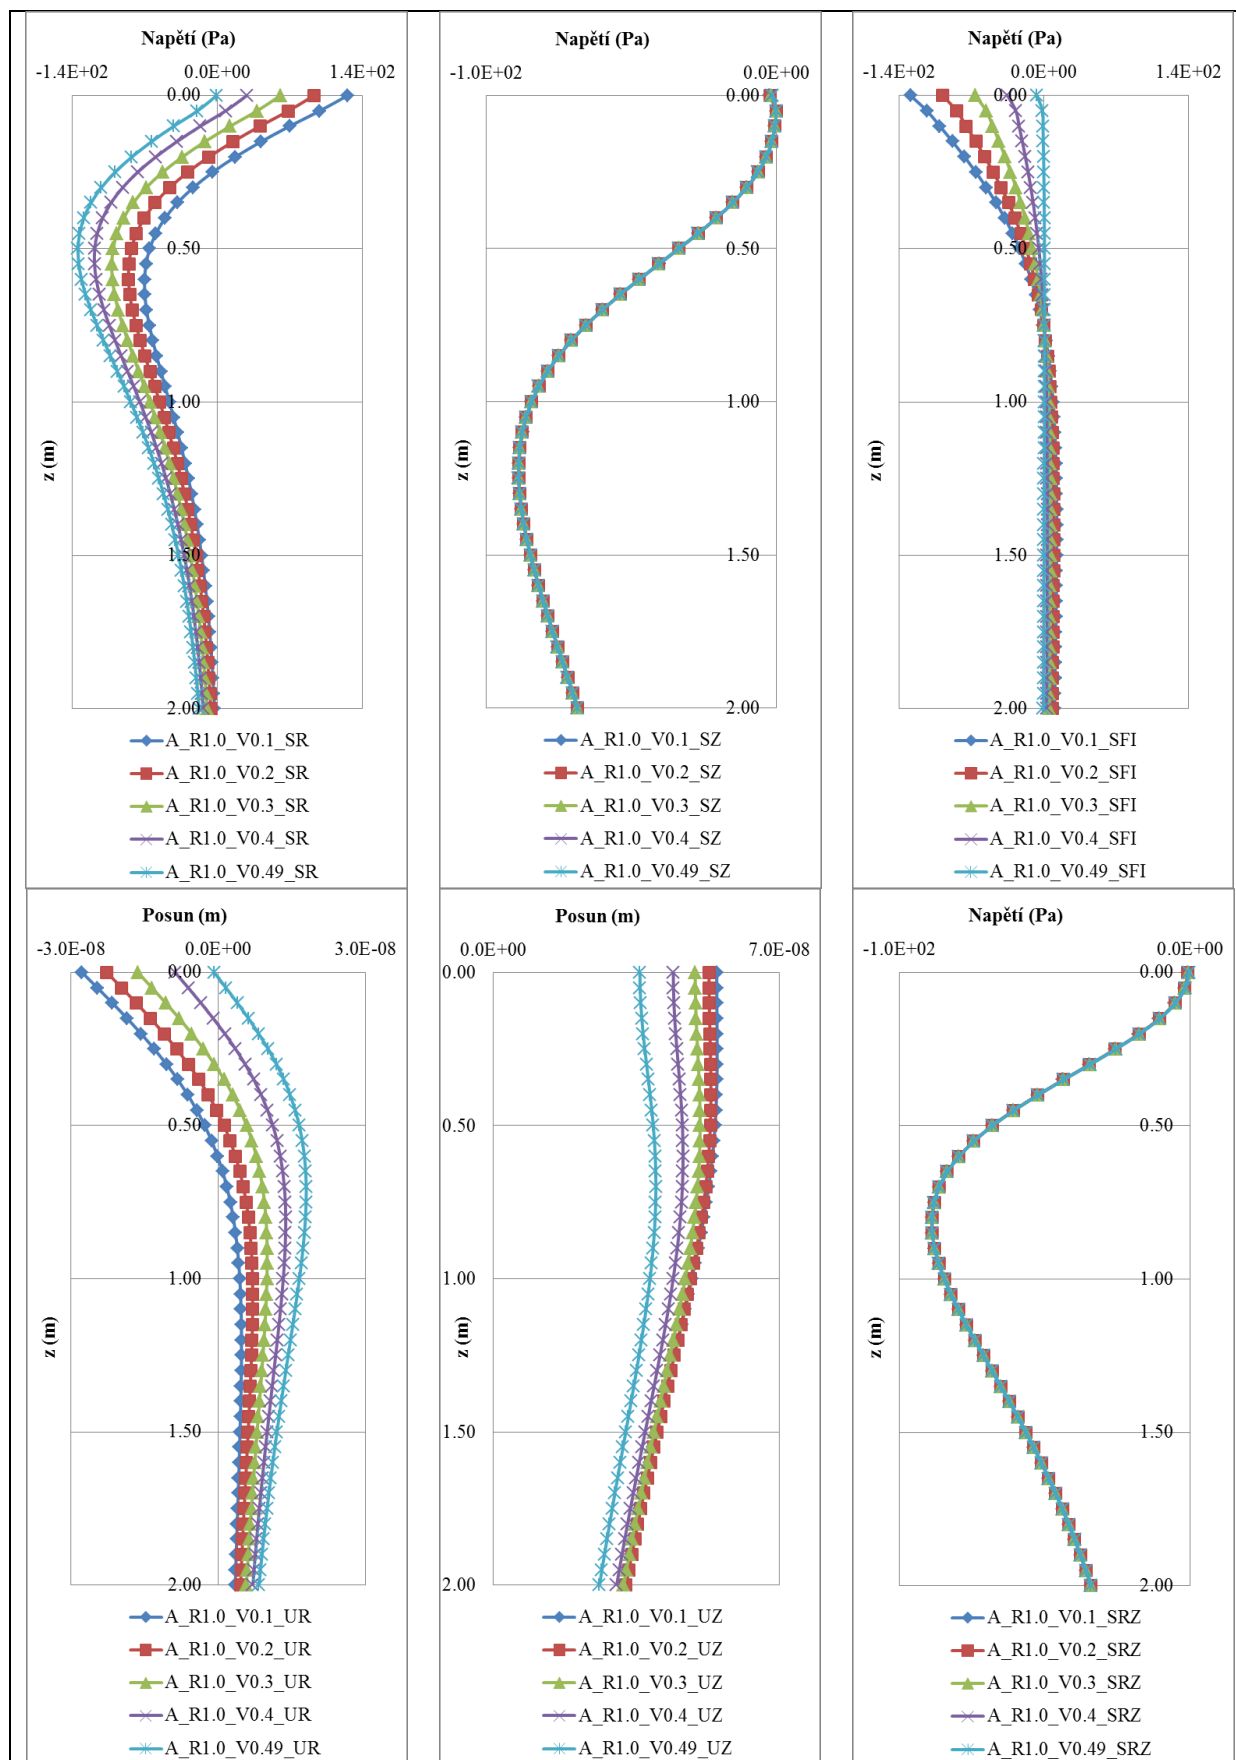 Napětí (Pa)
-1.4E+02 0.0E+00 1.4E+02
0.00
0.50
1.00
1.50
2.00
z (m)
A_R1.0_V0.1_SR
A_R1.0_V0.2_SR
A_R1.0_V0.3_SR
A_R1.0_V0.4_SR
A_R1.0_V0.49_SR
Napětí (Pa)
-1.0E+02 0.0E+00
0.00
0.50
1.00
1.50
2.00
z (m)
A_R1.0_V0.1_SZ
A_R1.0_V0.2_SZ
A_R1.0_V0.3_SZ
A_R1.0_V0.4_SZ
A_R1.0_V0.49_SZ
Napětí (Pa)
-1.4E+02 0.0E+00 1.4E+02
0.00
0.50
1.00
1.50
2.00
z (m)
A_R1.0_V0.1_SFI
A_R1.0_V0.2_SFI
A_R1.0_V0.3_SFI
A_R1.0_V0.4_SFI
A_R1.0_V0.49_SFI
Posun (m)
-3.0E-08 0.0E+00 3.0E-08
0.00
0.50
1.00
1.50
2.00
z (m)
A_R1.0_V0.1_UR
A_R1.0_V0.2_UR
A_R1.0_V0.3_UR
A_R1.0_V0.4_UR
A_R1.0_V0.49_UR
Posun (m)
0.0E+00 7.0E-08
0.00
0.50
1.00
1.50
2.00
z (m)
A_R1.0_V0.1_UZ
A_R1.0_V0.2_UZ
A_R1.0_V0.3_UZ
A_R1.0_V0.4_UZ
A_R1.0_V0.49_UZ
Napětí (Pa)
-1.0E+02 0.0E+00
0.00
0.50
1.00
1.50
2.00
z (m)
A_R1.0_V0.1_SRZ
A_R1.0_V0.2_SRZ
A_R1.0_V0.3_SRZ
A_R1.0_V0.4_SRZ
A_R1.0_V0.49_SRZ